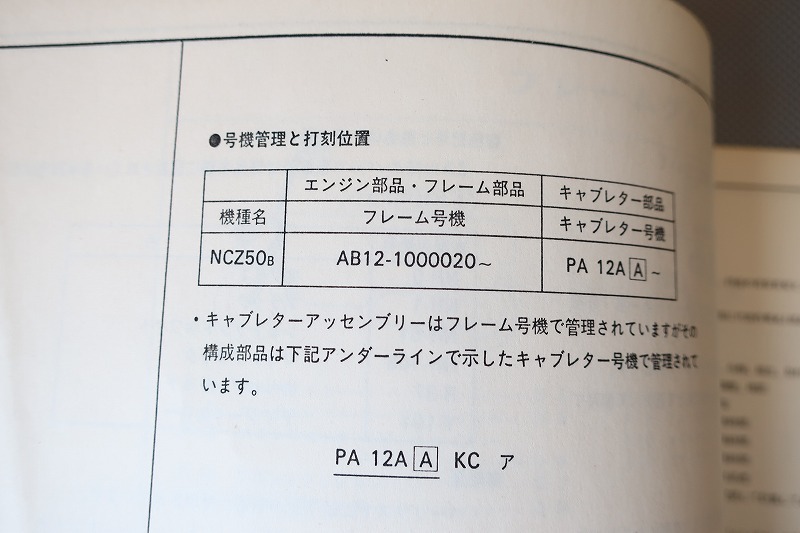 ●号機管理と打刻位置
エンジン部品・フレーム部品 キャブレター部品
機種名 フレーム号機 キャブレター号機
NCZ50B AB12-1000020～ PA 12A A ～
・キャブレターアッセンブリーはフレーム号機で管理されていますがその
構成部品は下記アンダーラインで示したキャブレター号機で管理されて
います。
PA 12A A KC ア